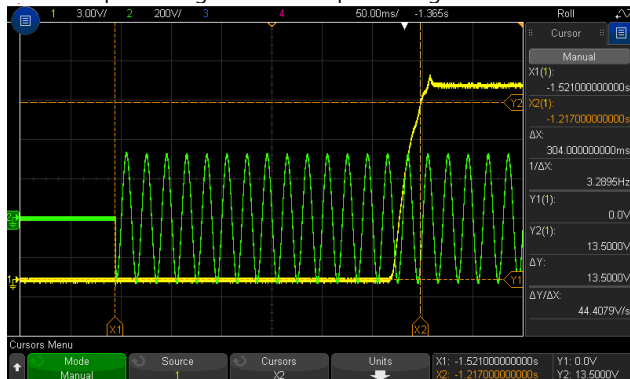 1 3.00V/ 2 200V/ 3 4 50.00ms/ -1.365s Roll
Cursor
Manual
X1(1):
-1.521000000000s
X2(1):
-1.217000000000s
ΔX:
304.000000000ms
1/ΔX:
3.2895Hz
Y1(1):
0.0V
Y2(1):
13.5000V
ΔY:
13.5000V
ΔY/ΔX:
44.4079V/s
Y2
2
1
Y1
X1 X2
Cursors Menu
Mode Source Cursors Units X1: -1.521000000000s Y1: 0.0V
Manual 1 X2 X2: -1.217000000000s Y2: 13.5000V